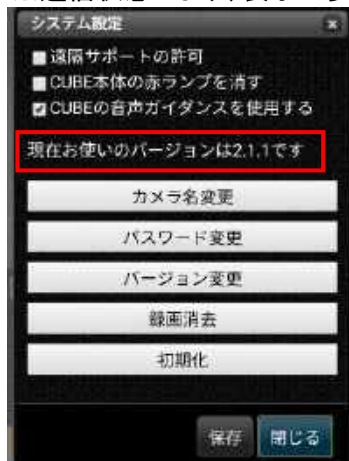 システム設定
遠隔サポートの許可
CUBE本体の赤ランプを消す
CUBEの音声ガイダンスを使用する
現在お使いのバージョンは2.1.1です
カメラ名変更
パスワード変更
バージョン変更
録画消去
初期化
保存 閉じる